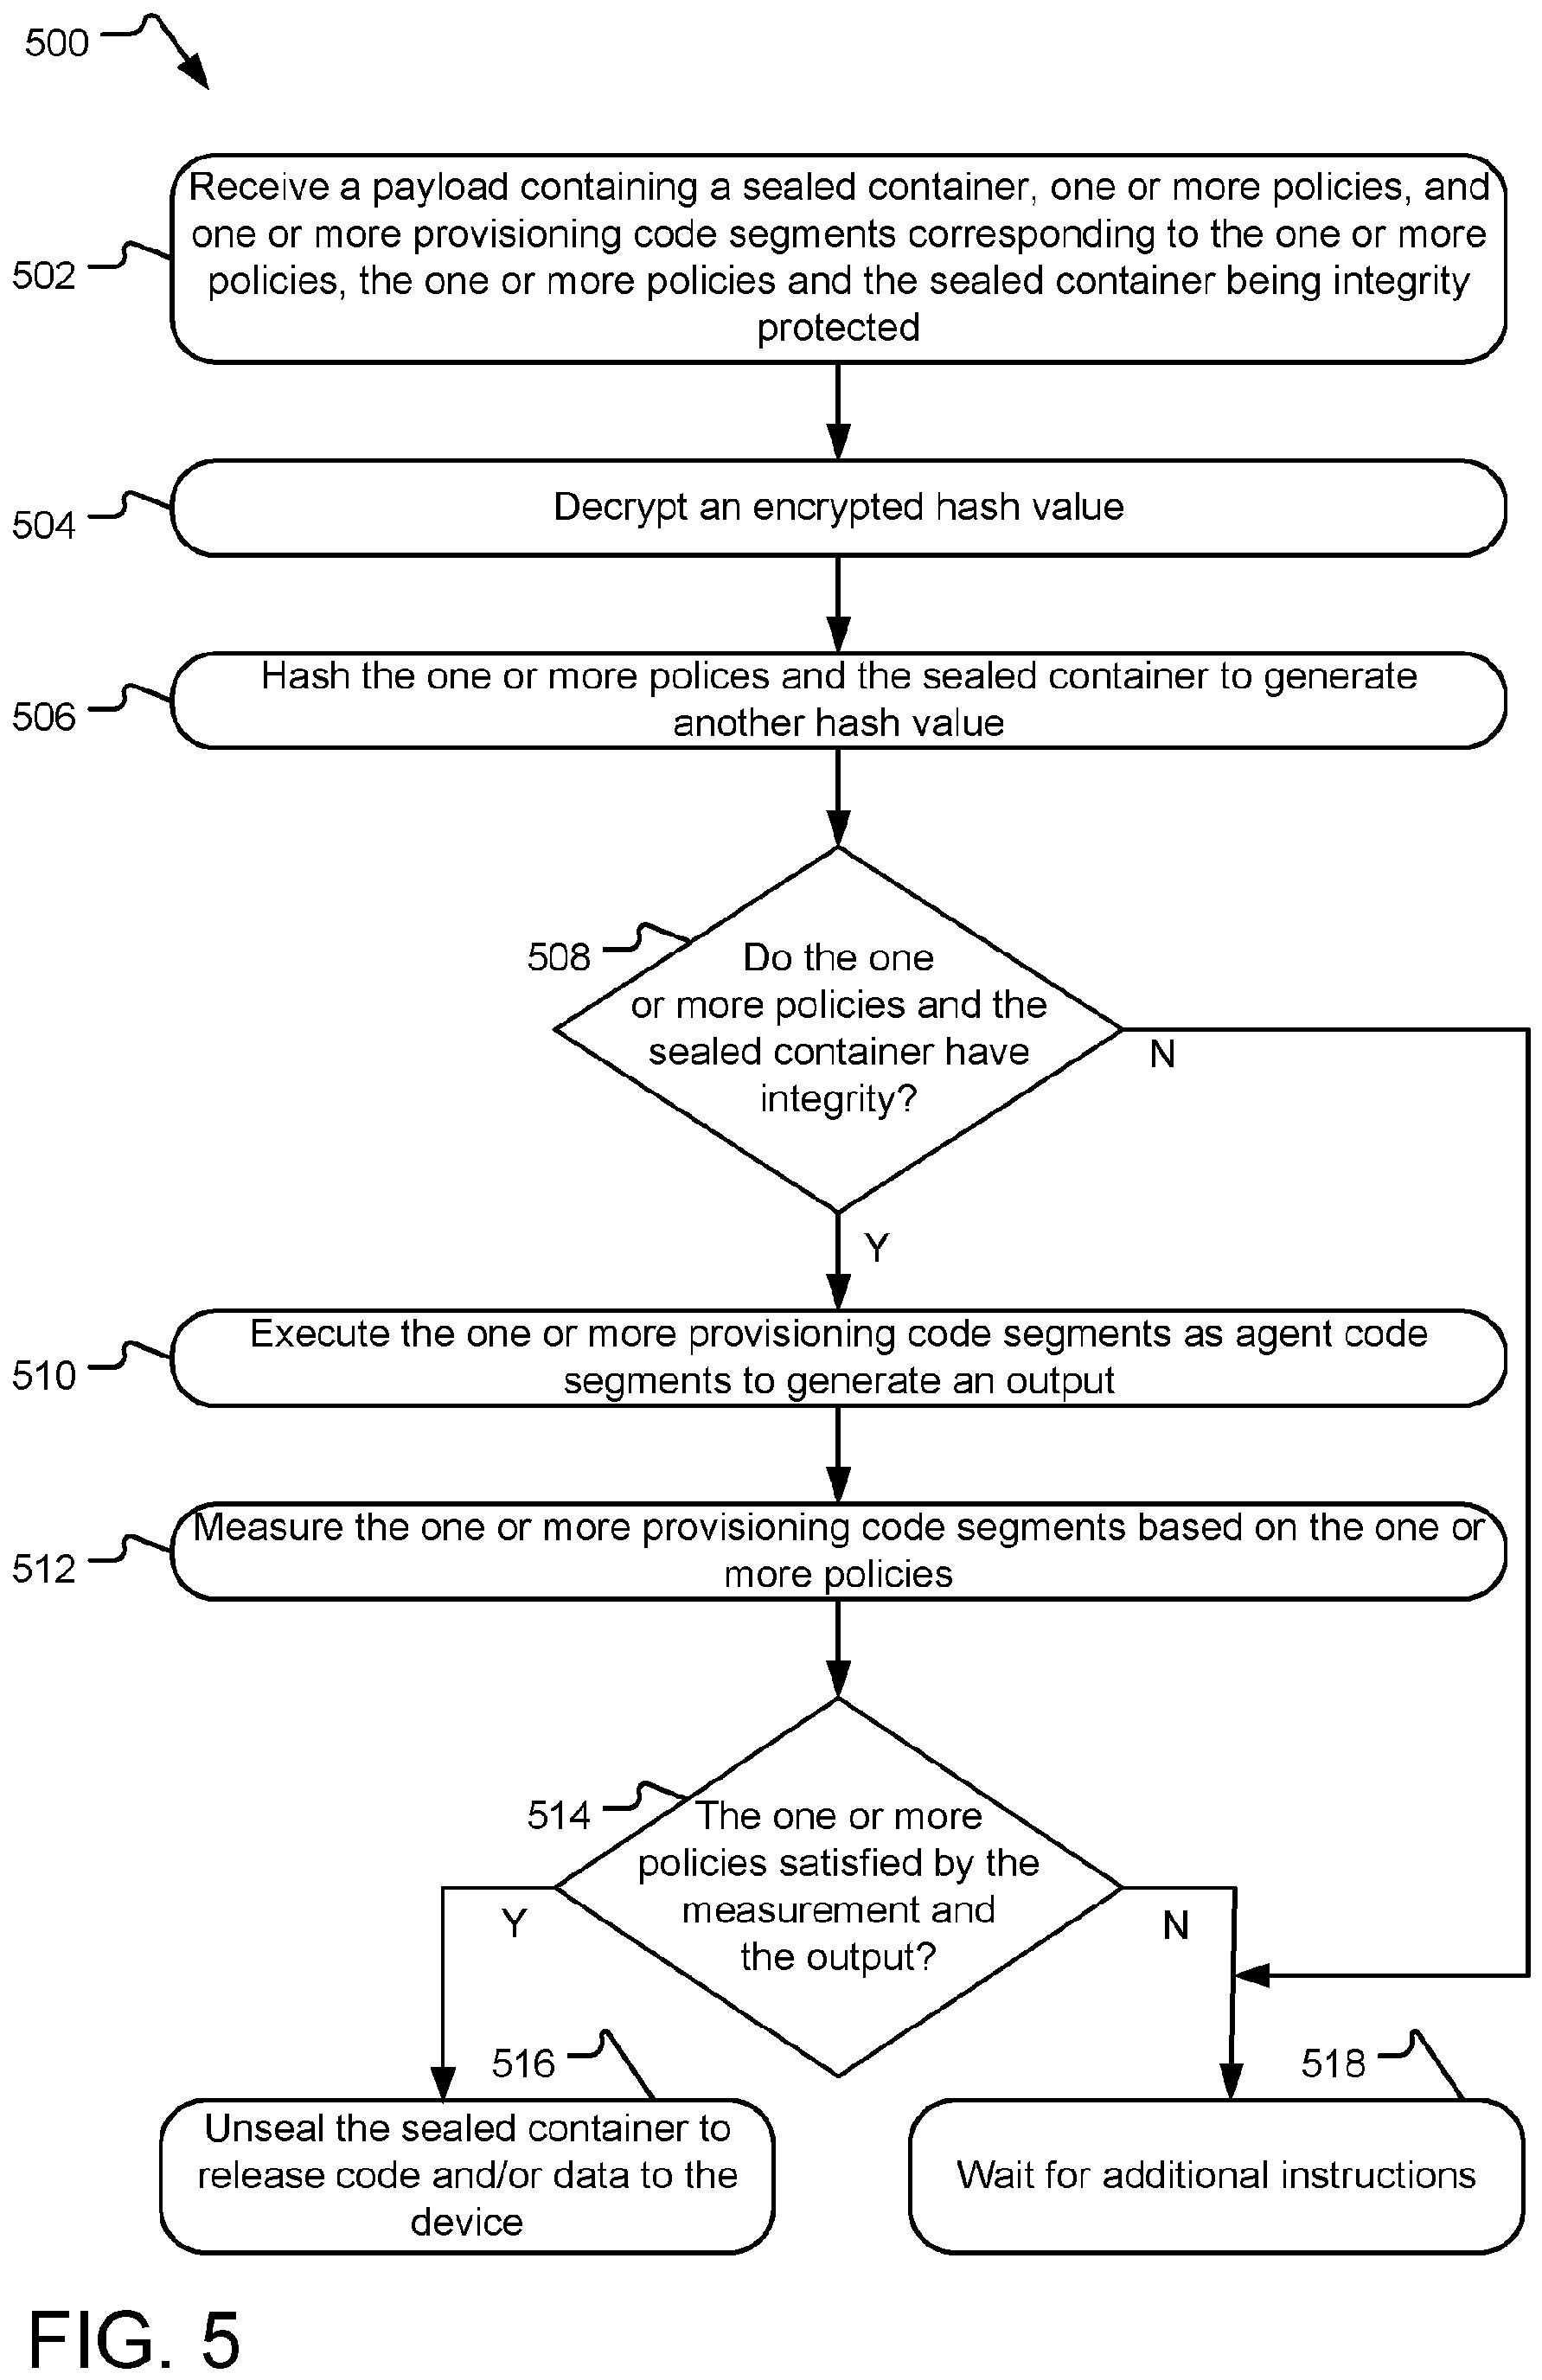 500
Receive a payload containing a sealed container, one or more policies, and
one or more provisioning code segments corresponding to the one or more
policies, the one or more policies and the sealed container being integrity
protected
502
Decrypt an encrypted hash value
504
Hash the one or more polices and the sealed container to generate
another hash value
506
508
Do the one
or more policies and the
sealed container have
integrity?
N
Y
Execute the one or more provisioning code segments as agent code
segments to generate an output
510
Measure the one or more provisioning code segments based on the one or
more policies
512
514
The one or more
policies satisfied by the
measurement and
the output?
Y
N
516
518
Unseal the sealed container to
release code and/or data to the
device
Wait for additional instructions
FIG. 5